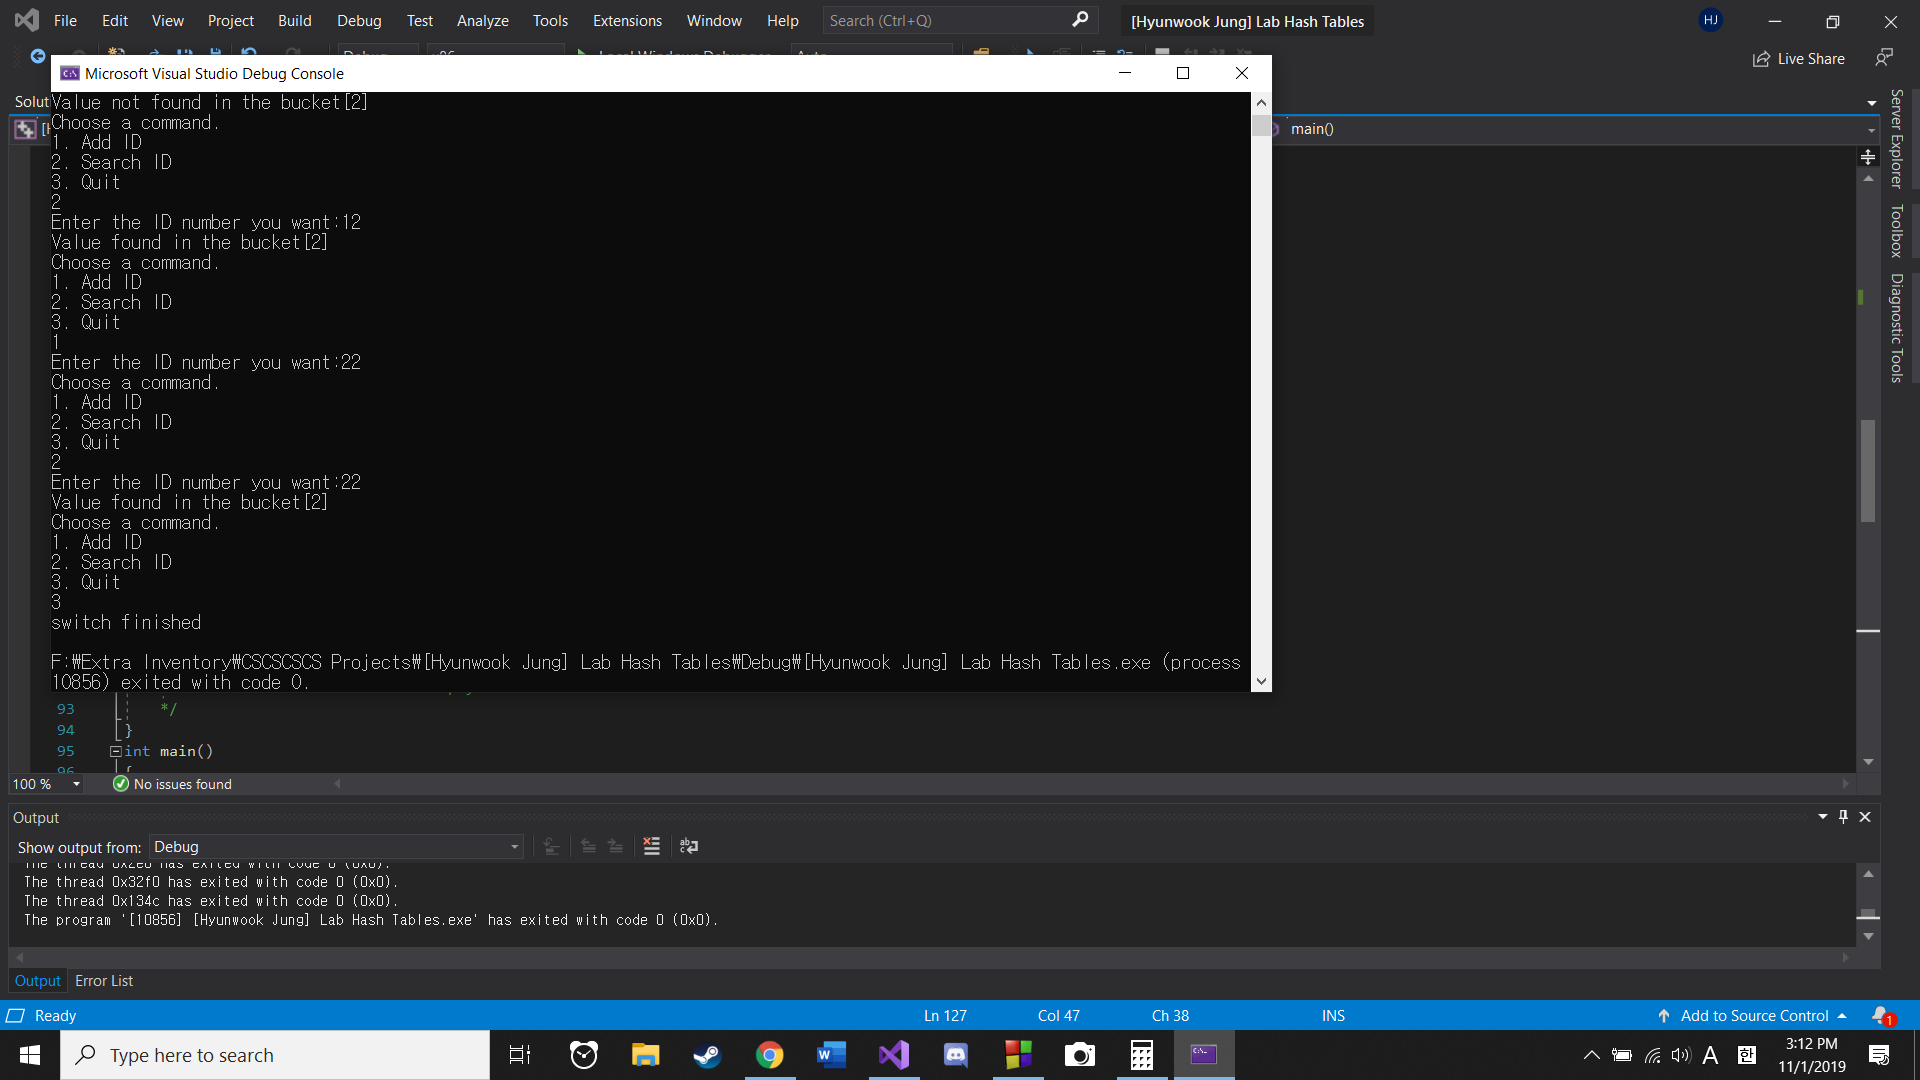 File Edit View Project Build Debug Test Analyze Tools Extensions Window Help Search (Ctrl+Q) [Hyunwook Jung] Lab Hash Tables HJ
Live Share
Microsoft Visual Studio Debug Console
Solut
main()
Value not found in the bucket[2]
Choose a command.
1. Add ID
2. Search ID
3. Quit
2
Enter the ID number you want:12
Value found in the bucket[2]
Choose a command.
1. Add ID
2. Search ID
3. Quit
1
Enter the ID number you want:22
Choose a command.
1. Add ID
2. Search ID
3. Quit
2
Enter the ID number you want:22
Value found in the bucket[2]
Choose a command.
1. Add ID
2. Search ID
3. Quit
3
switch finished
F:₩Extra Inventory₩CSCSCSCS Projects₩[Hyunwook Jung] Lab Hash Tables₩Debug₩[Hyunwook Jung] Lab Hash Tables.exe (process
10856) exited with code 0.
Server Explorer
Toolbox
Diagnostic Tools
93 */
94 }
95 int main()
96 {
100 % No issues found
Output
Show output from: Debug
The thread 0x2e0 has exited with code 0 (0x0).
The thread 0x32f0 has exited with code 0 (0x0).
The thread 0x134c has exited with code 0 (0x0).
The program '[10856] [Hyunwook Jung] Lab Hash Tables.exe' has exited with code 0 (0x0).
Output Error List
Ready Ln 127 Col 47 Ch 38 INS Add to Source Control 1
Type here to search
A 한 3:12 PM
11/1/2019